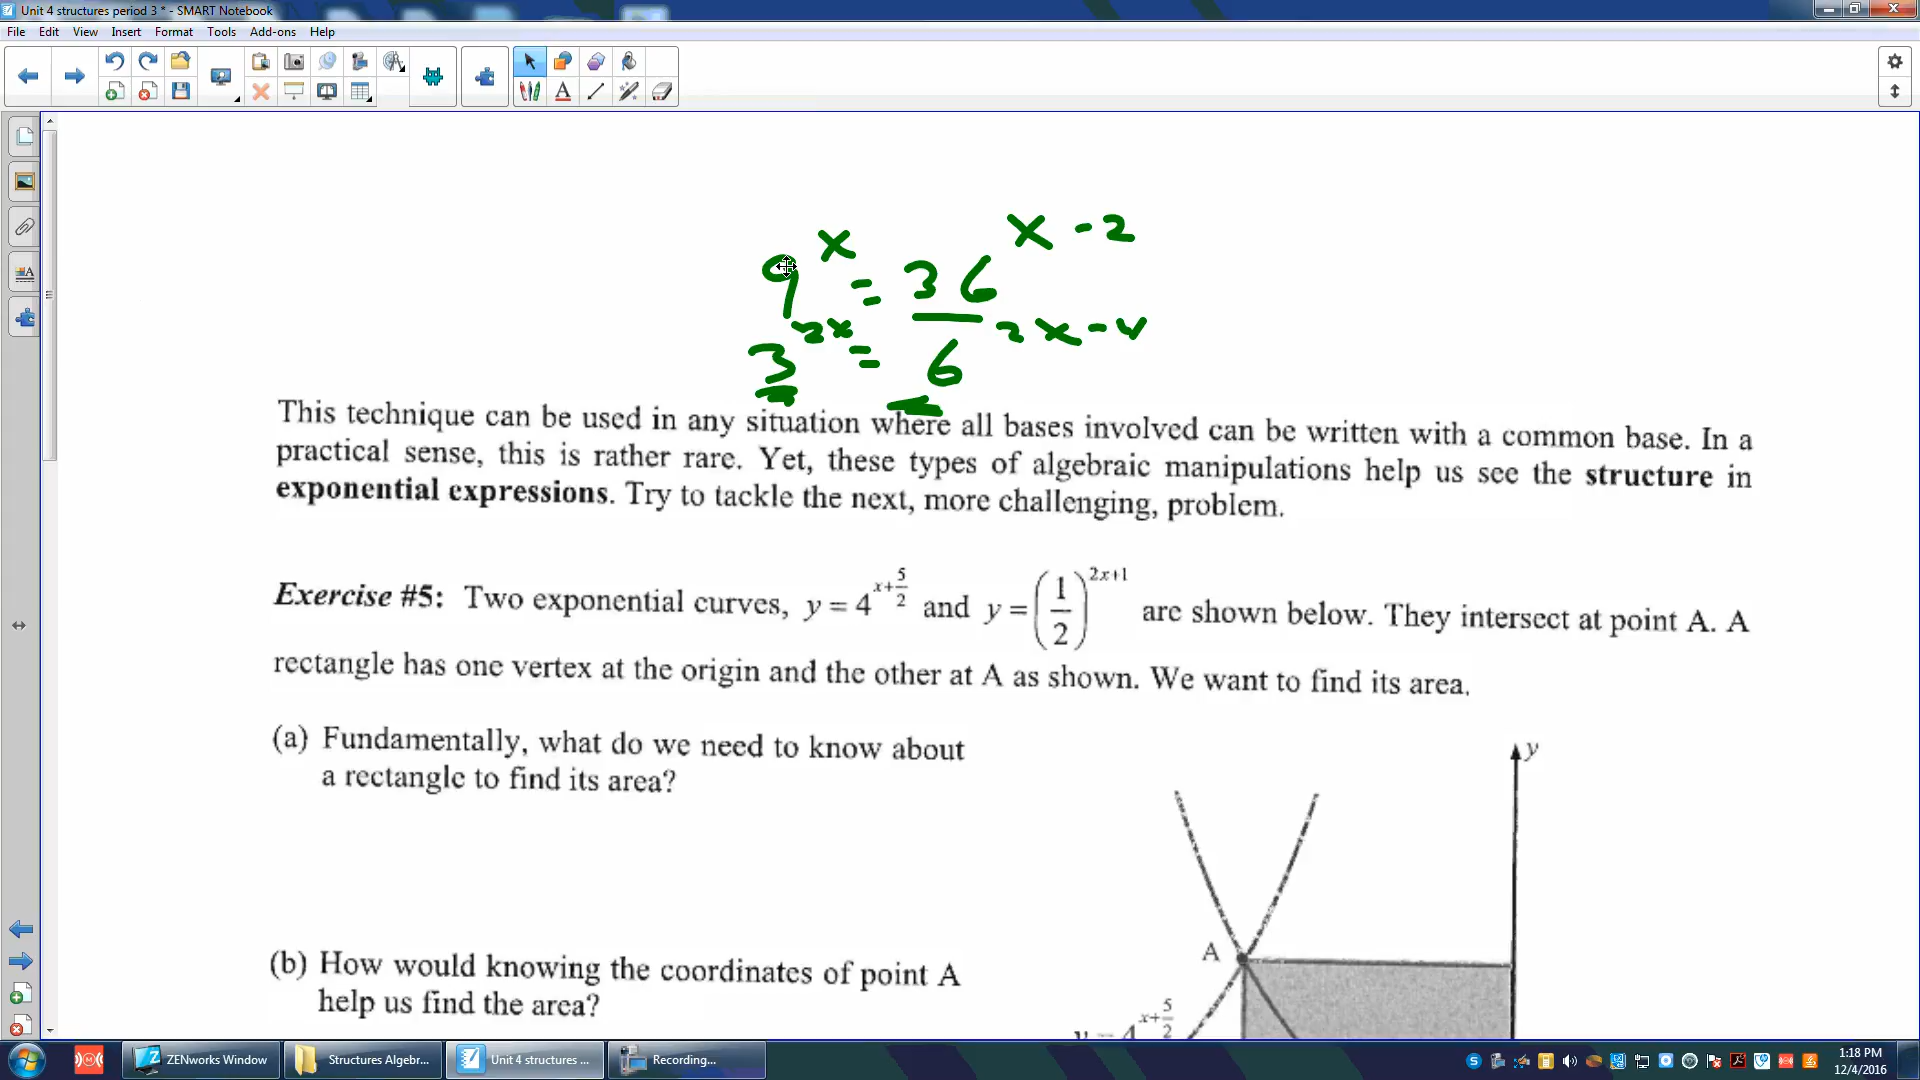 Unit 4 structures period 3 * - SMART Notebook
File Edit View Insert Format Tools Add-ons Help
9^x = 36^(x-2)
3^(2x) = 6^(2x-4)
This technique can be used in any situation where all bases involved can be written with a common base. In a
practical sense, this is rather rare. Yet, these types of algebraic manipulations help us see the structure in
exponential expressions. Try to tackle the next, more challenging, problem.
Exercise #5: Two exponential curves, y = 4^(x+5/2) and y = (1/2)^(2x+1) are shown below. They intersect at point A. A
rectangle has one vertex at the origin and the other at A as shown. We want to find its area.
(a) Fundamentally, what do we need to know about
a rectangle to find its area?
y
A
(b) How would knowing the coordinates of point A
help us find the area?
y = 4^(x+5/2)
ZENworks Window
Structures Algebr...
Unit 4 structures ...
Recording...
1:18 PM
12/4/2016